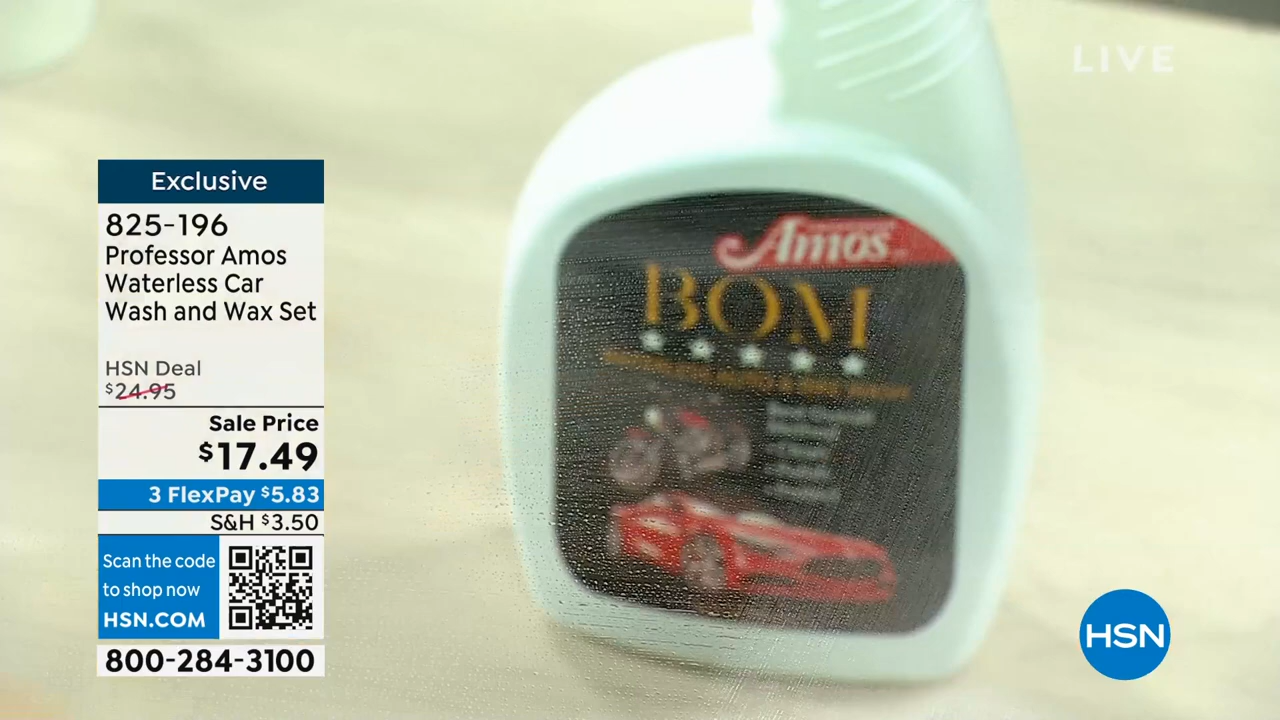 LIVE
Exclusive
825-196
Professor Amos
Waterless Car
Wash and Wax Set
HSN Deal
$24.95
Sale Price
$17.49
3 FlexPay $5.83
S&H $3.50
Scan the code
to shop now
HSN.COM
800-284-3100
Amos
BOM
HSN